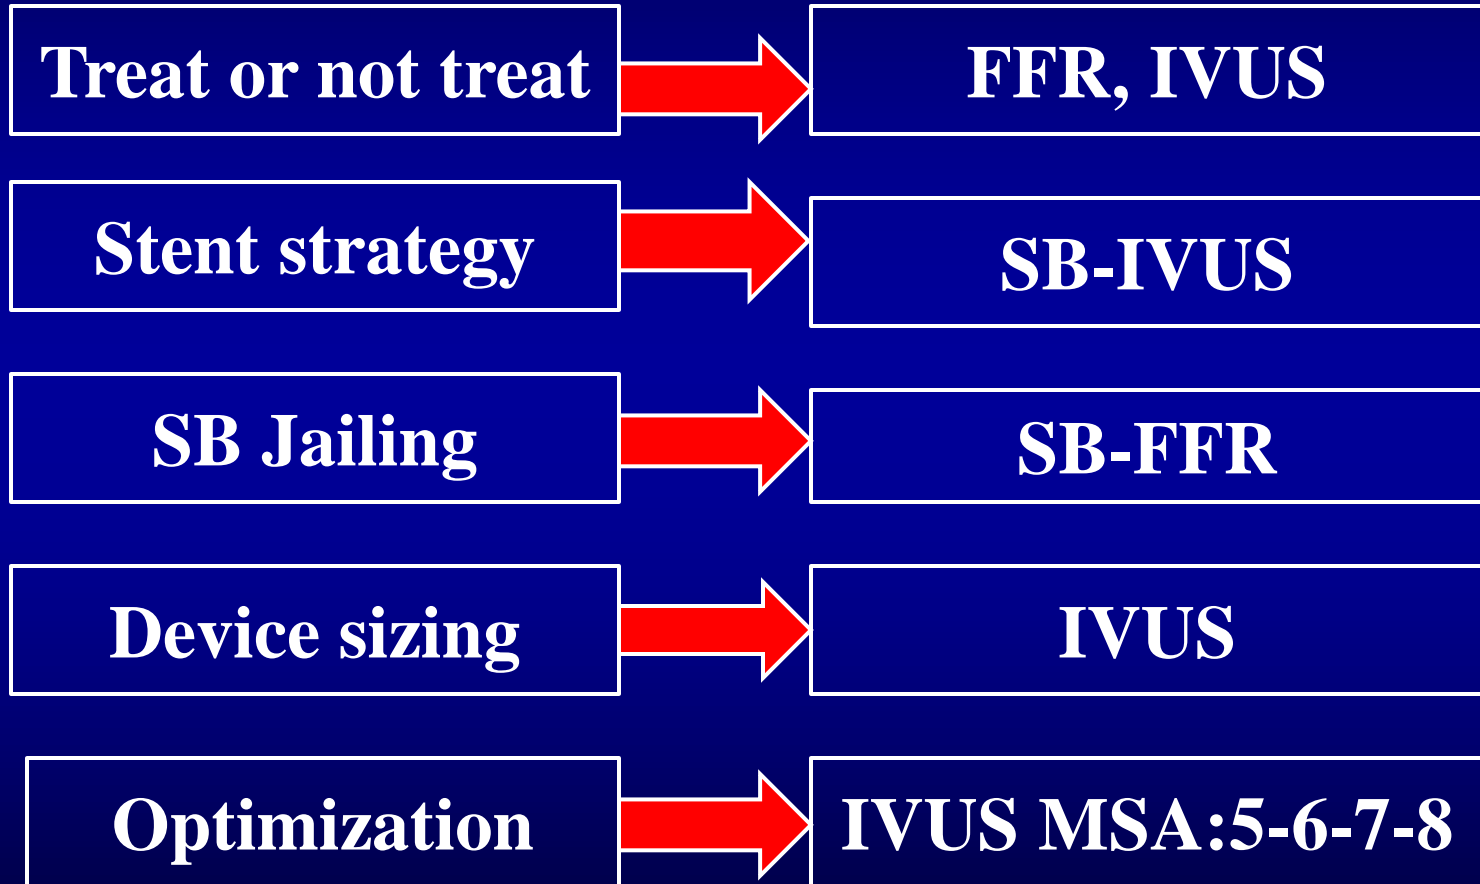 Treat or not treat
FFR, IVUS
Stent strategy
SB-IVUS
SB Jailing
SB-FFR
Device sizing
IVUS
Optimization
IVUS MSA:5-6-7-8